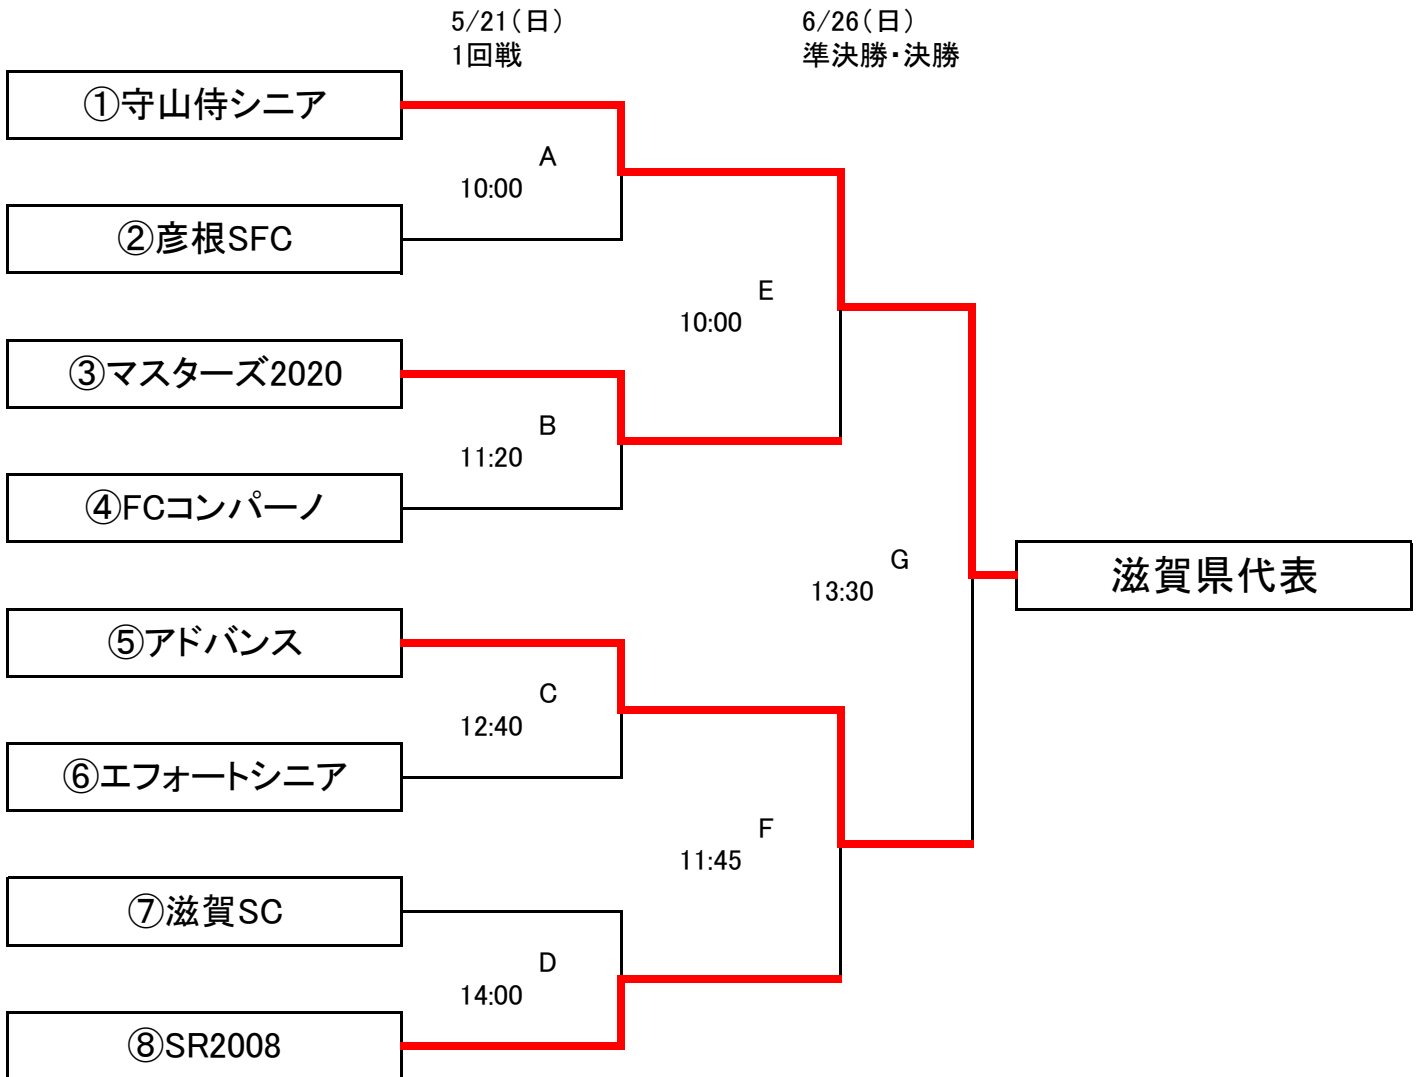 5/21(日)
1回戦
6/26(日)
準決勝・決勝
①守山侍シニア
A
10:00
②彦根SFC
E
10:00
③マスターズ2020
B
11:20
④FCコンパーノ
G
13:30
滋賀県代表
⑤アドバンス
C
12:40
⑥エフォートシニア
F
11:45
⑦滋賀SC
D
14:00
⑧SR2008